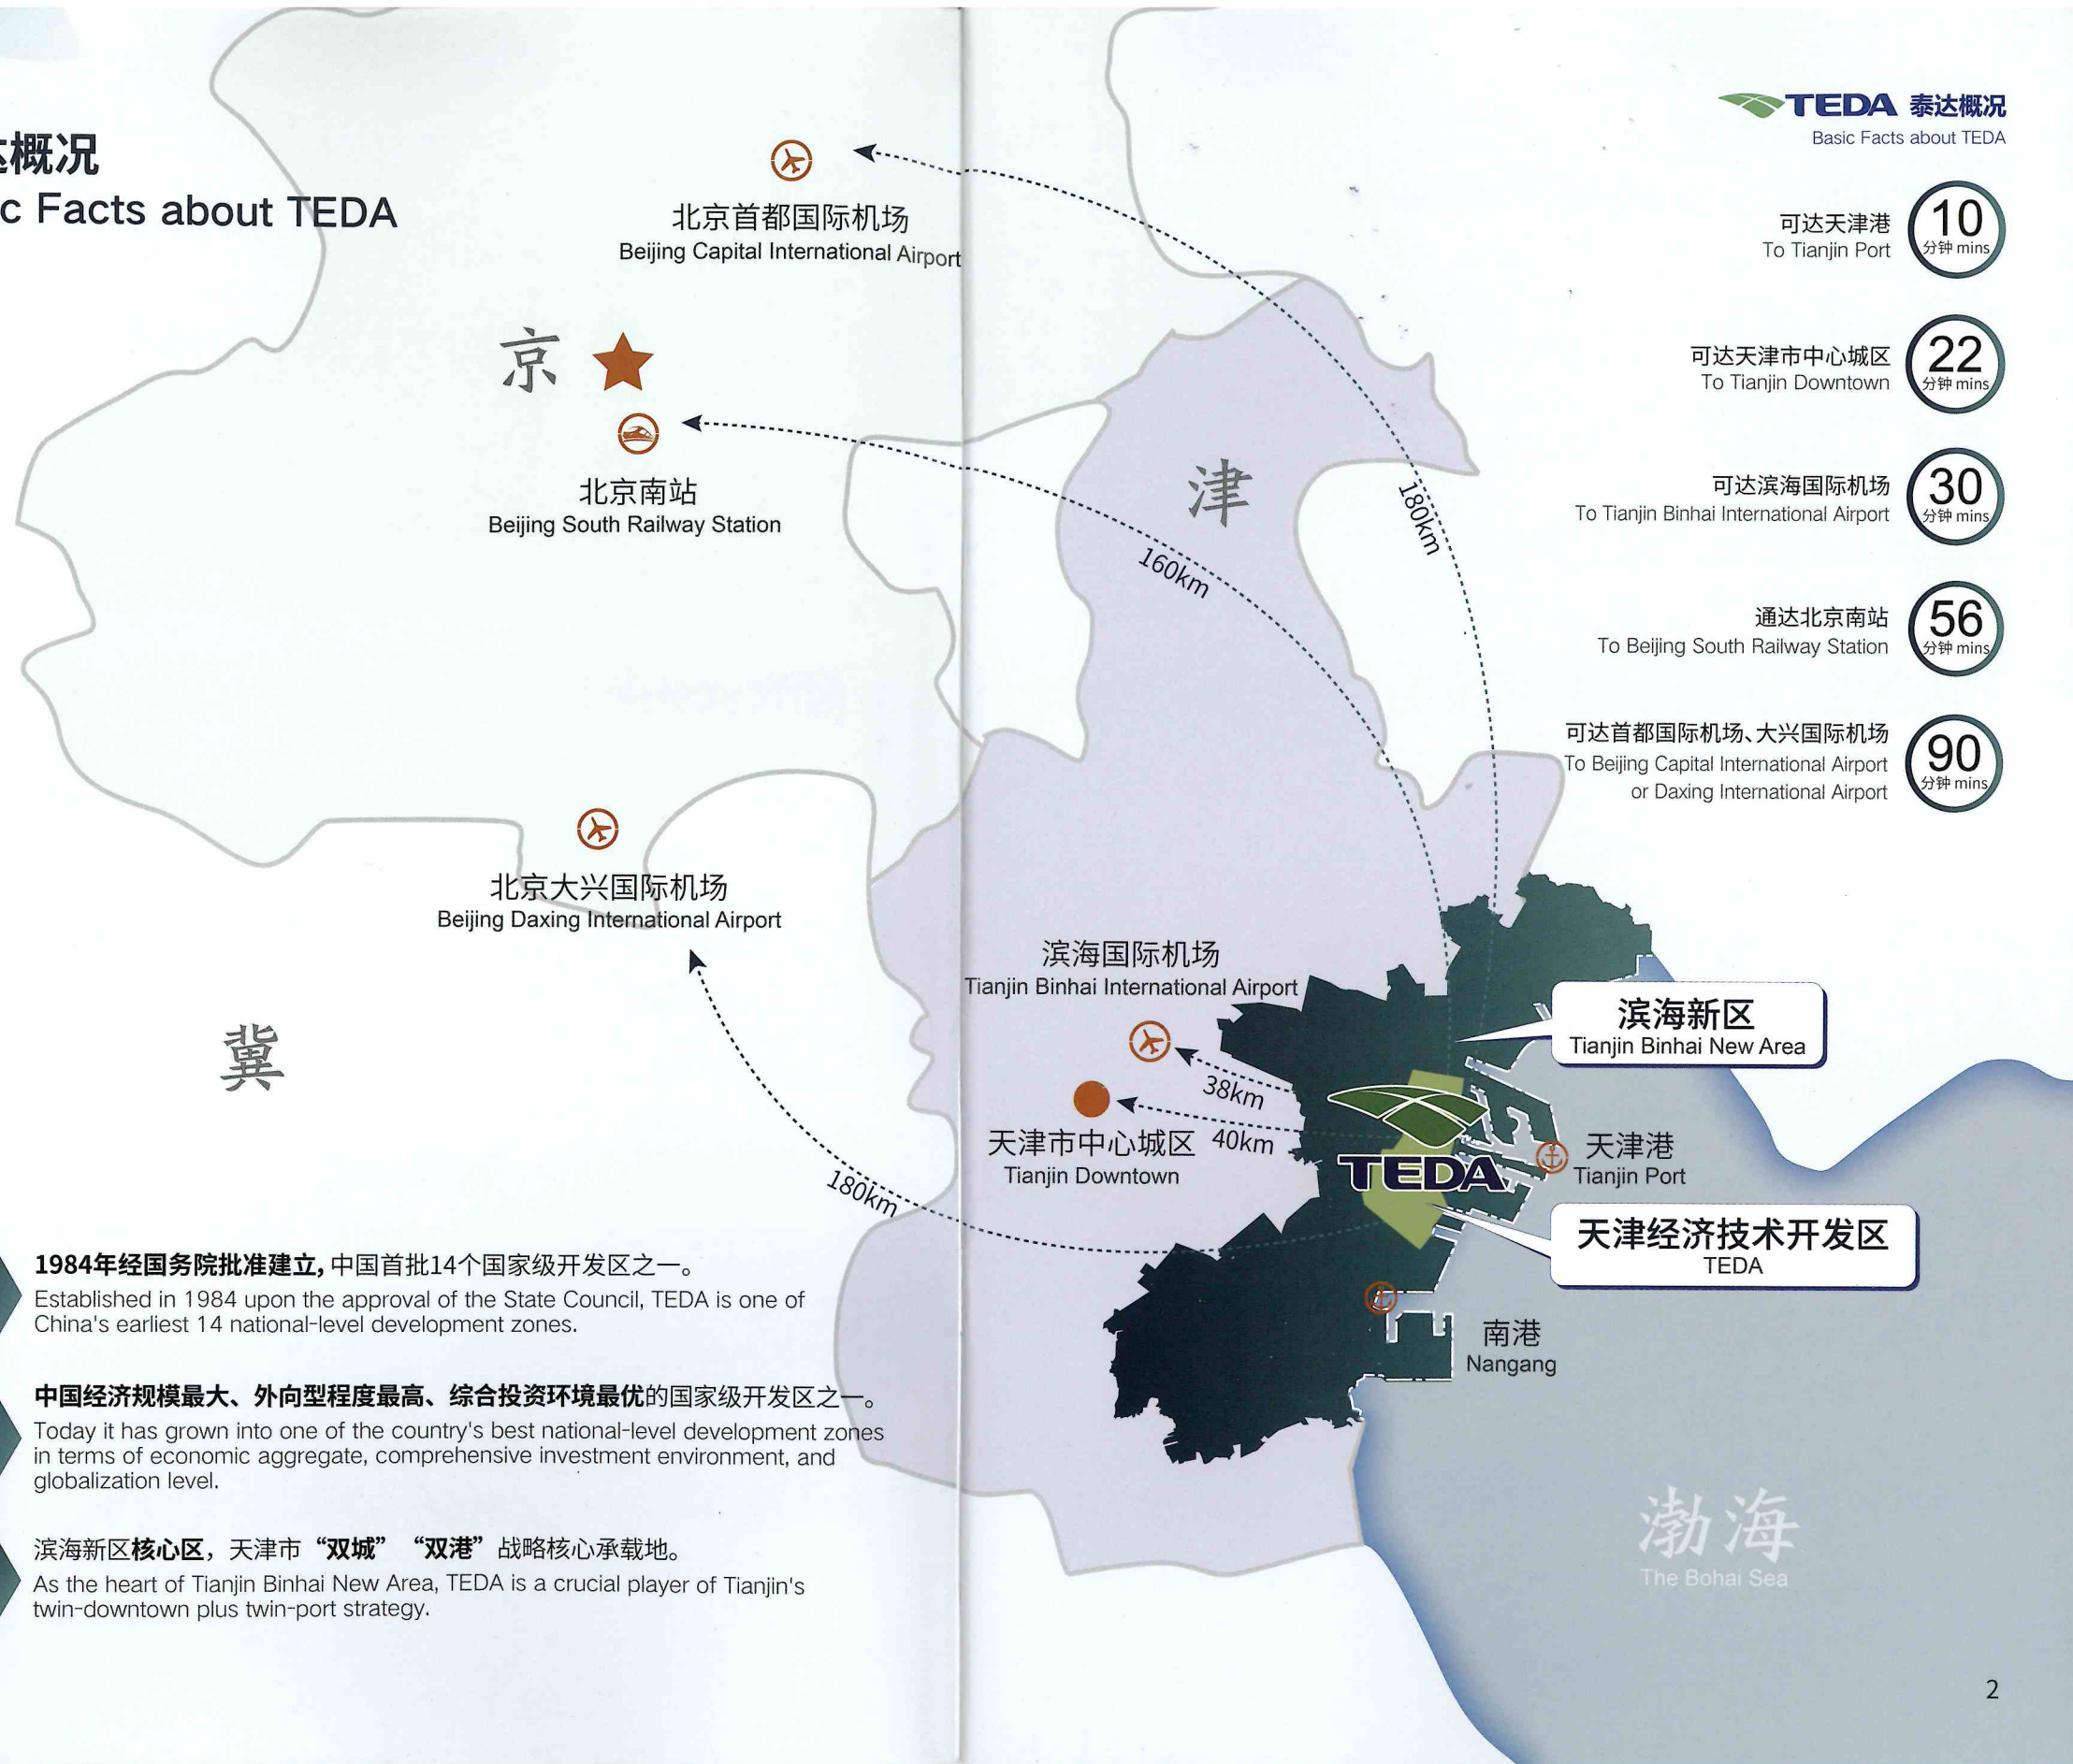 概况
c Facts about TEDA
TEDA 泰达概况
Basic Facts about TEDA
可达天津港
To Tianjin Port
10
分钟 mins
可达天津市中心城区
To Tianjin Downtown
22
分钟 mins
可达滨海国际机场
To Tianjin Binhai International Airport
30
分钟 mins
通达北京南站
To Beijing South Railway Station
56
分钟 mins
可达首都国际机场、大兴国际机场
To Beijing Capital International Airport
or Daxing International Airport
90
分钟 mins
北京首都国际机场
Beijing Capital International Airport
京
北京南站
Beijing South Railway Station
津
180km
160km
北京大兴国际机场
Beijing Daxing International Airport
冀
滨海国际机场
Tianjin Binhai International Airport
38km
40km
天津市中心城区
Tianjin Downtown
180km
滨海新区
Tianjin Binhai New Area
TEDA
天津港
Tianjin Port
天津经济技术开发区
TEDA
南港
Nangang
渤海
The Bohai Sea
1984年经国务院批准建立,中国首批14个国家级开发区之一。
Established in 1984 upon the approval of the State Council, TEDA is one of
China's earliest 14 national-level development zones.
中国经济规模最大、外向型程度最高、综合投资环境最优的国家级开发区之一。
Today it has grown into one of the country's best national-level development zones
in terms of economic aggregate, comprehensive investment environment, and
globalization level.
滨海新区核心区，天津市“双城”“双港”战略核心承载地。
As the heart of Tianjin Binhai New Area, TEDA is a crucial player of Tianjin's
twin-downtown plus twin-port strategy.
2